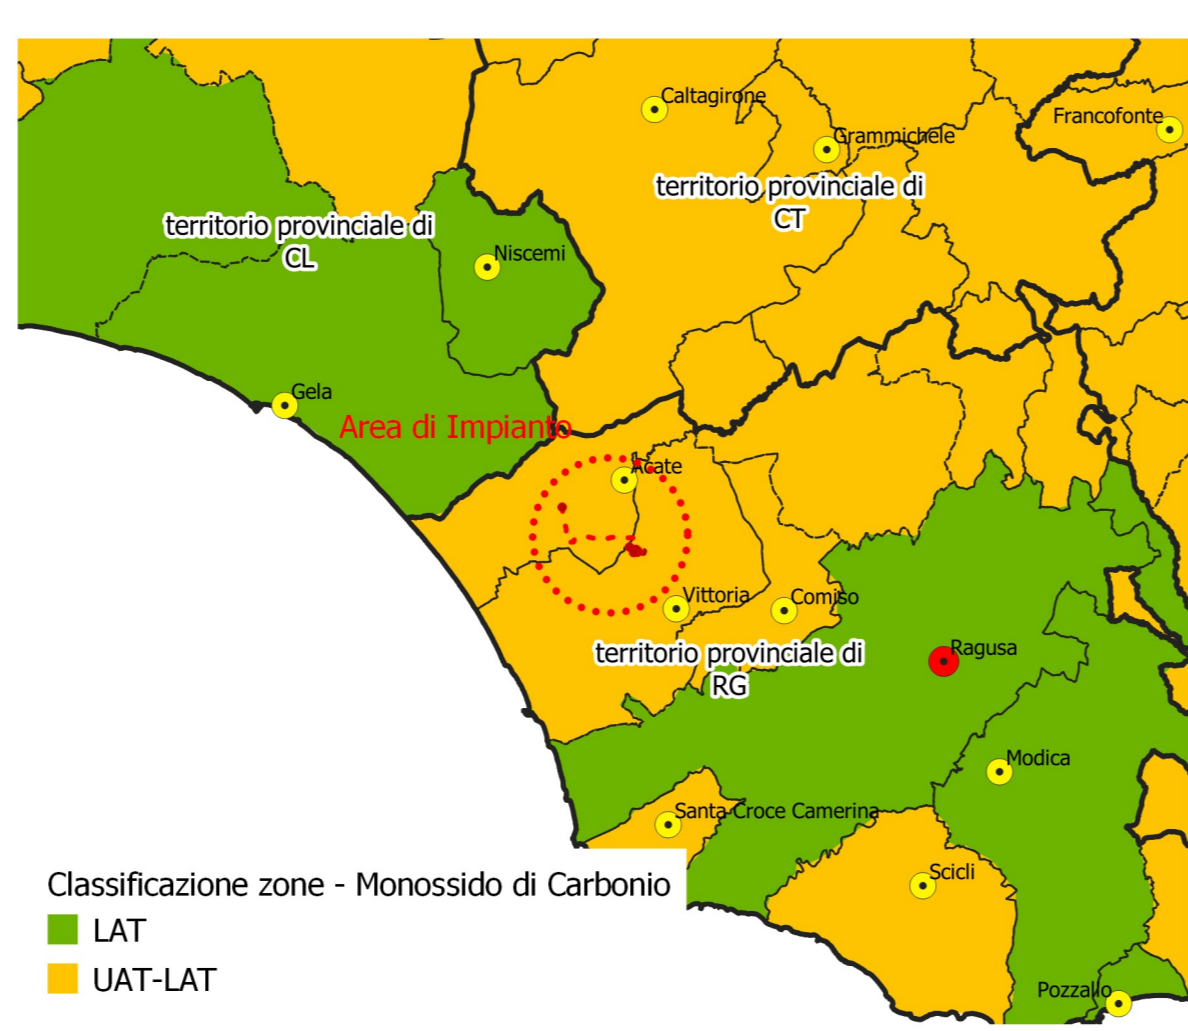 Caltagirone
Francofonte
Grammichele
territorio provinciale di
CT
territorio provinciale di
CL
Niscemi
Gela
Area di Impianto
Acate
Vittoria
Comiso
territorio provinciale di
RG
Ragusa
Modica
Santa Croce Camerina
Scicli
Pozzallo
Classificazione zone - Monossido di Carbonio
LAT
UAT-LAT